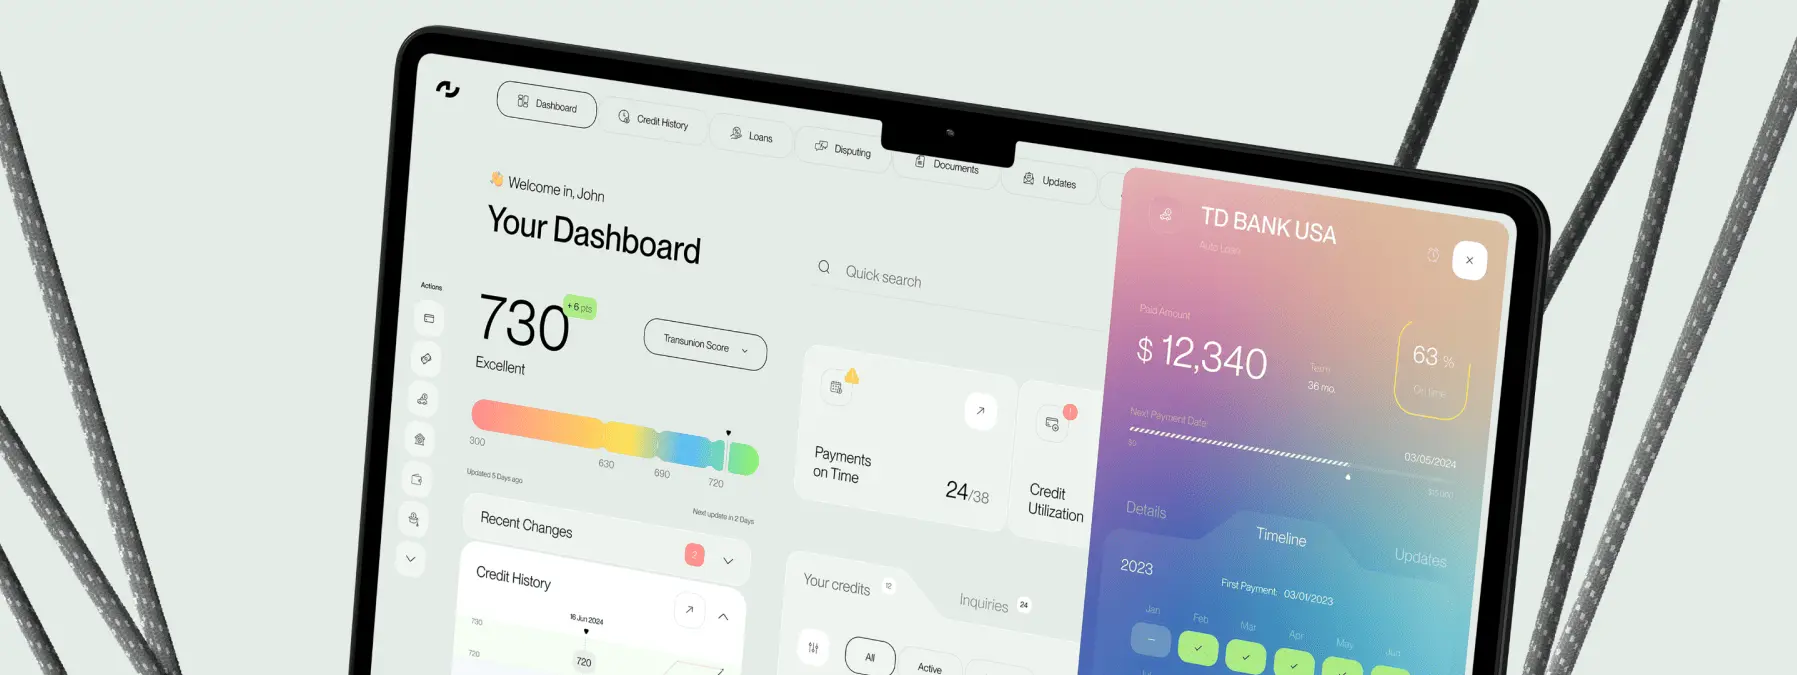 Dashboard
Credit History
Loans
Disputing
Documents
Updates
Welcome in, John
Your Dashboard
Quick search
Actions
730
+6 pts
Excellent
Transunion Score
300
630
690
720
Updated 5 Days ago
Next update in 2 Days
Recent Changes
2
Credit History
16 Jun 2024
730
720
720
Payments
on Time
24/38
Credit
Utilization
Your credits
12
Inquiries
24
All
Active
TD BANK USA
Auto Loan
Paid Amount
$ 12,340
Term
36 mo.
63 %
On time
Next Payment Date
03/05/2024
$0
Details
Timeline
Updates
2023
First Payment: 03/01/2023
Jan
Feb
Mar
Apr
May
Jun